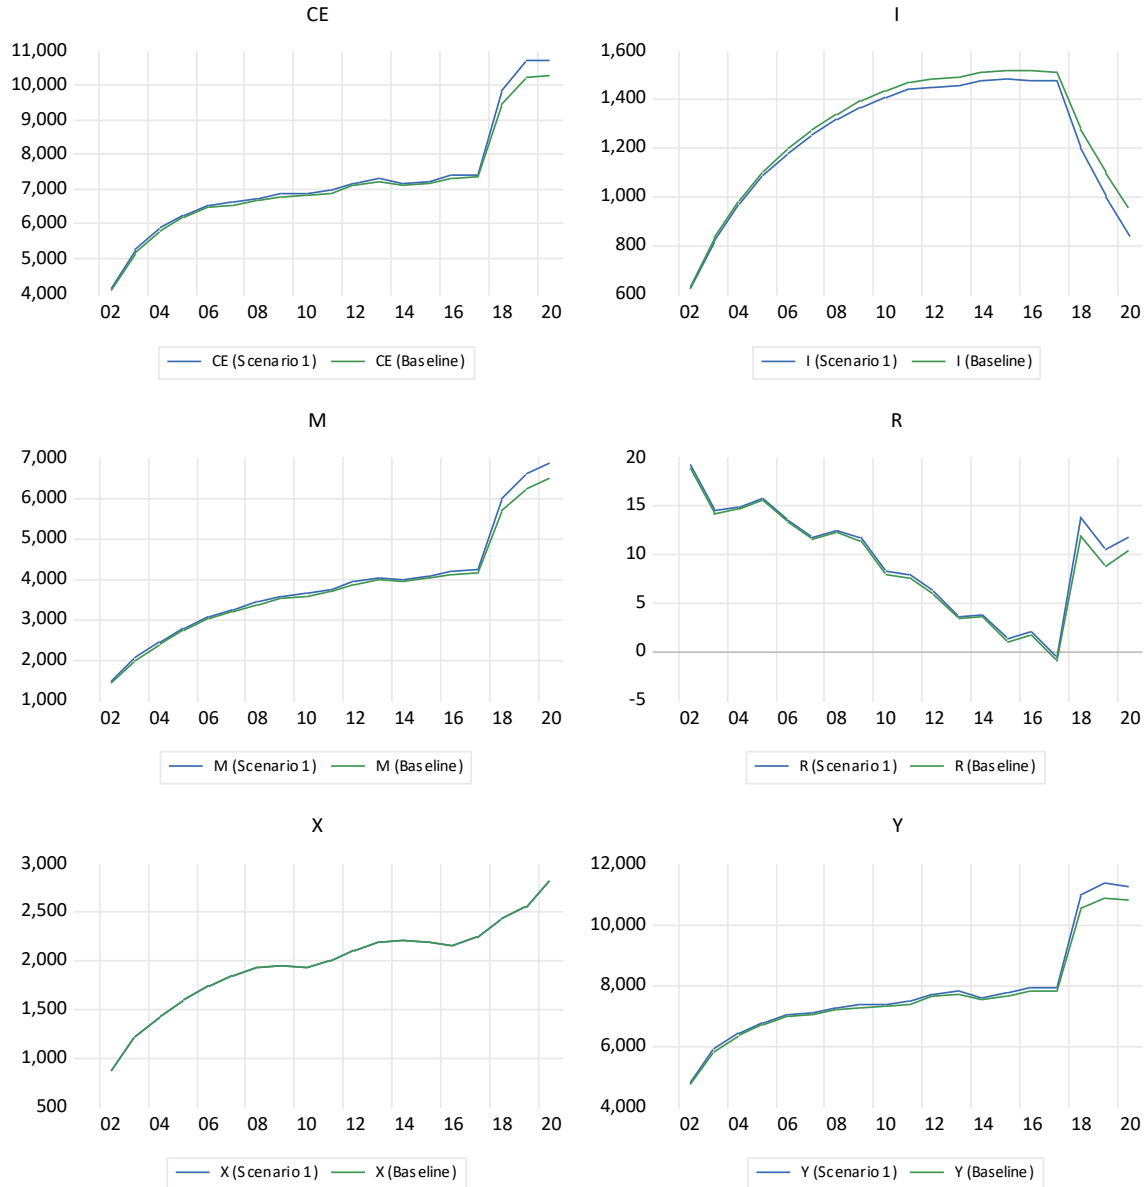 CE
11,000
10,000
9,000
8,000
7,000
6,000
5,000
4,000
02 04 06 08 10 12 14 16 18 20
CE (Scenario 1) CE (Baseline)
I
1,600
1,400
1,200
1,000
800
600
02 04 06 08 10 12 14 16 18 20
I (Scenario 1) I (Baseline)
M
7,000
6,000
5,000
4,000
3,000
2,000
1,000
02 04 06 08 10 12 14 16 18 20
M (Scenario 1) M (Baseline)
R
20
15
10
5
0
-5
02 04 06 08 10 12 14 16 18 20
R (Scenario 1) R (Baseline)
X
3,000
2,500
2,000
1,500
1,000
500
02 04 06 08 10 12 14 16 18 20
X (Scenario 1) X (Baseline)
Y
12,000
10,000
8,000
6,000
4,000
02 04 06 08 10 12 14 16 18 20
Y (Scenario 1) Y (Baseline)